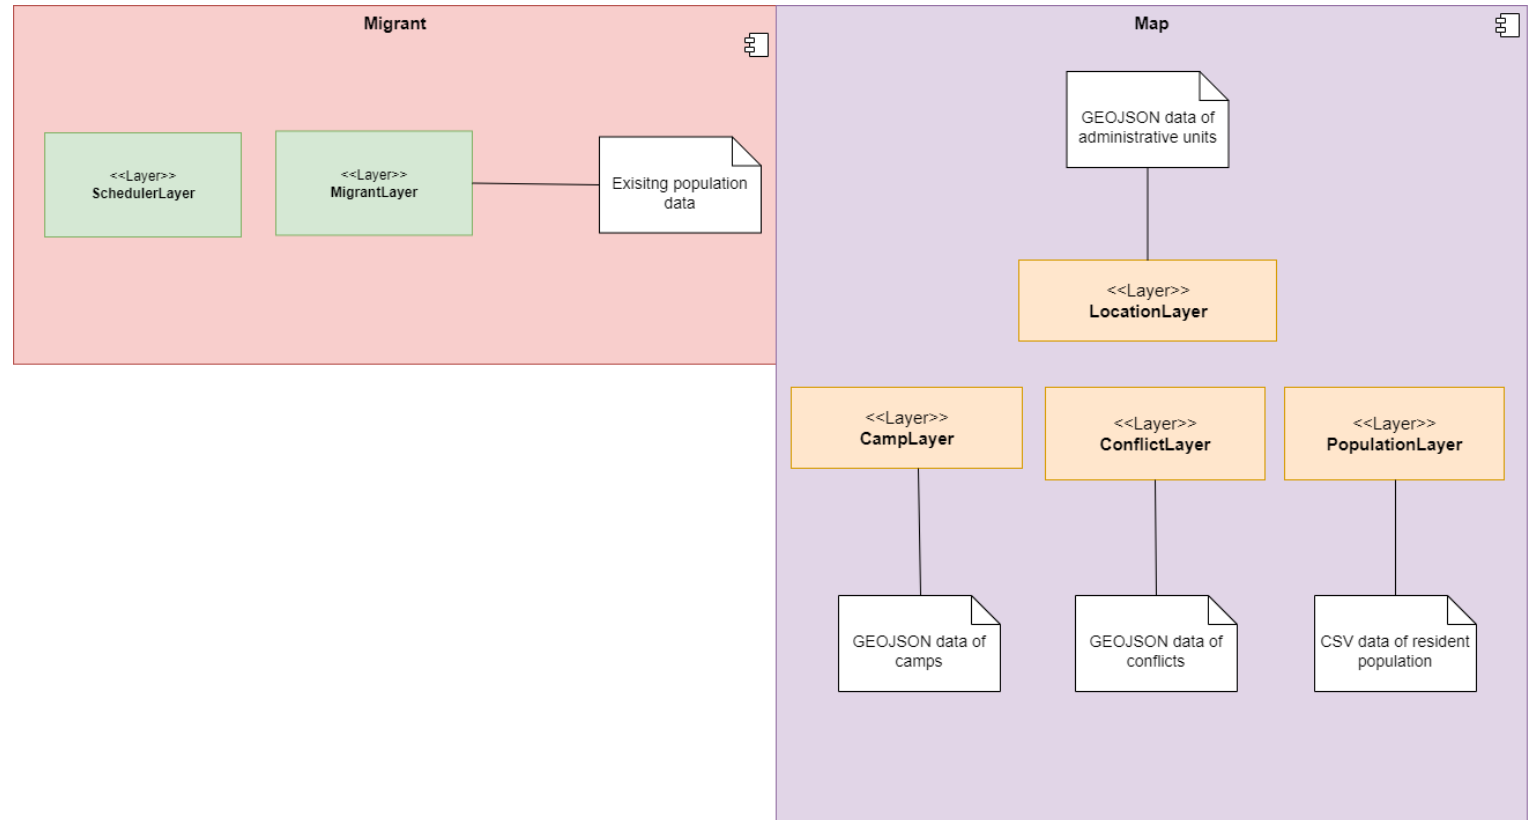 Migrant
<<Layer>>
SchedulerLayer
<<Layer>>
MigrantLayer
Exisitng population
data
Map
GEOJSON data of
administrative units
<<Layer>>
LocationLayer
<<Layer>>
CampLayer
<<Layer>>
ConflictLayer
<<Layer>>
PopulationLayer
GEOJSON data of
camps
GEOJSON data of
conflicts
CSV data of resident
population